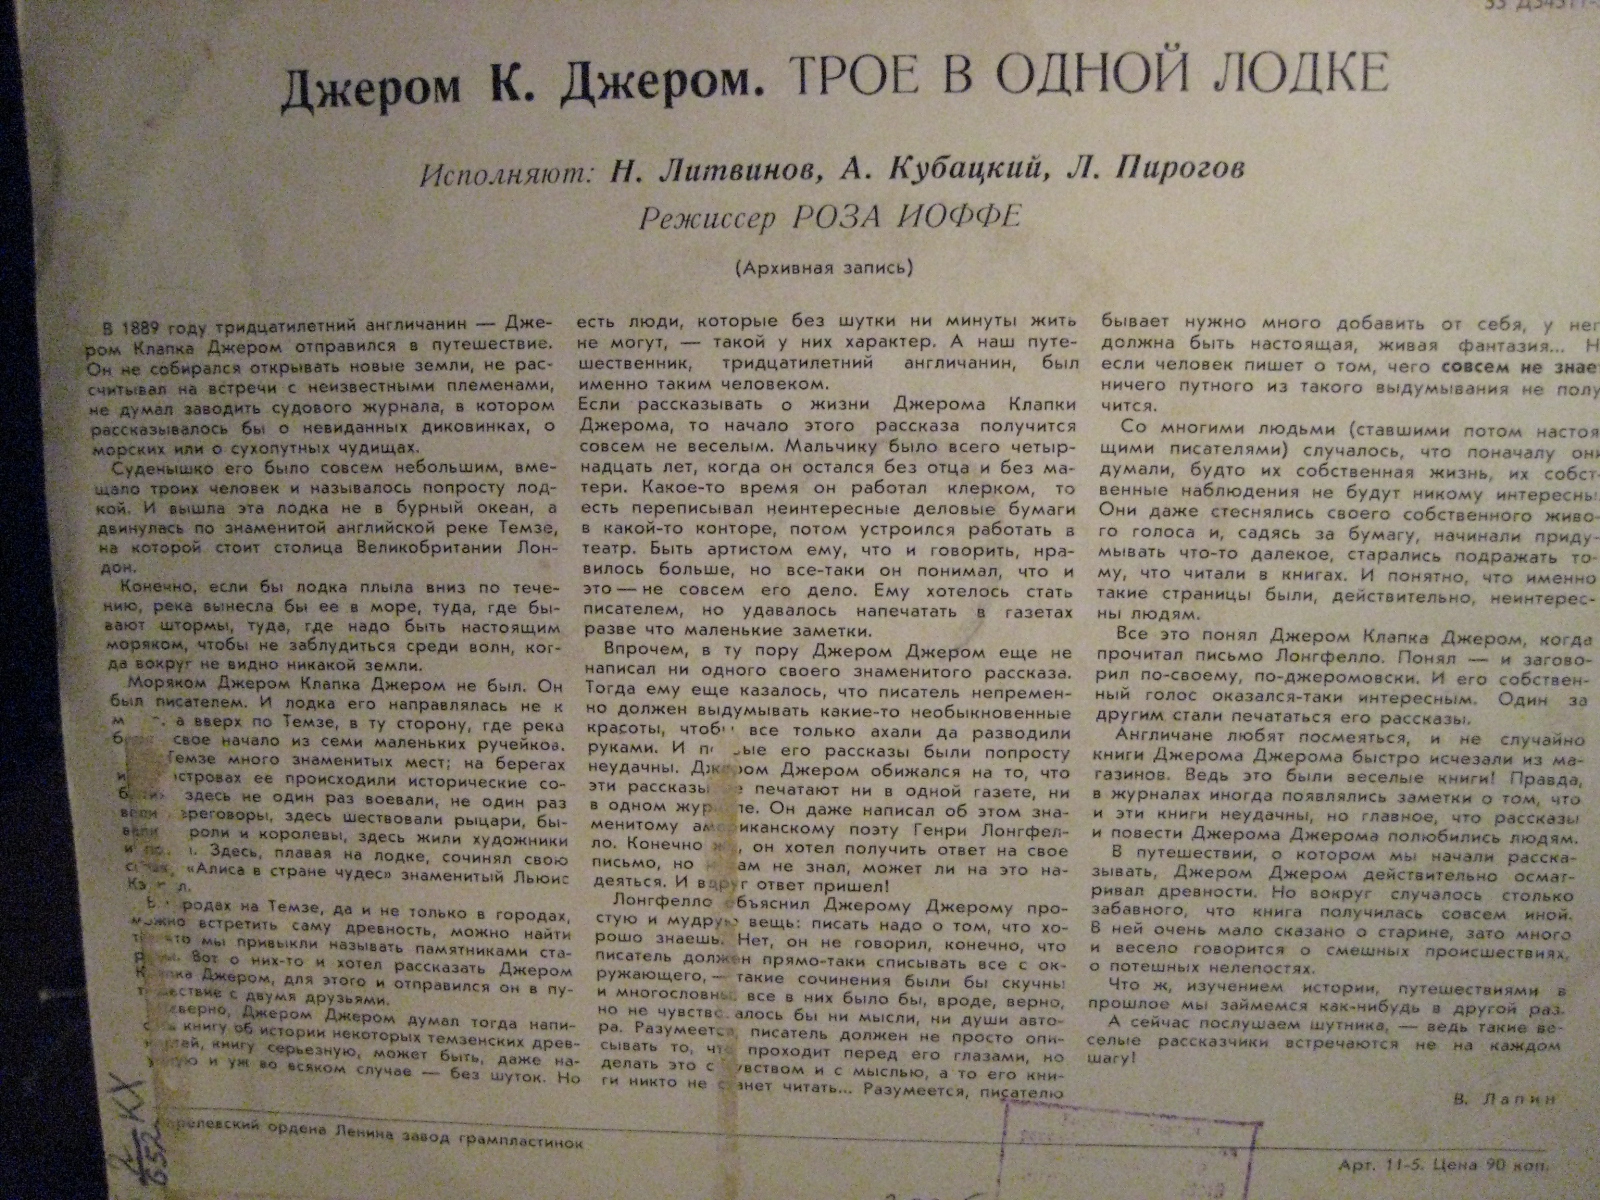 Джером К. Джером. ТРОЕ В ОДНОЙ ЛОДКЕ
Исполняют: Н. Литвинов, А. Кубацкий, Л. Пирогов
Режиссер РОЗА ИОФФЕ
(Архивная запись)
В 1889 году тридцатилетний англичанин — Дже-
ром Клапка Джером отправился в путешествие.
Он не собирался открывать новые земли, не рас-
считывал на встречи с неизвестными племенами,
не думал заводить судового журнала, в котором
рассказывалось бы о невиданных диковинках, о
морских или о сухопутных чудищах.
Суденышко его было совсем небольшим, вме-
щало троих человек и называлось попросту лод-
кой. И вышла эта лодка не в бурный океан, а
двинулась по знаменитой английской реке Темзе,
на которой стоит столица Великобритании Лон-
дон.
Конечно, если бы лодка плыла вниз по тече-
нию, река вынесла бы ее в море, туда, где бы-
вают штормы, туда, где надо быть настоящим
моряком, чтобы не заблудиться среди волн, ког-
да вокруг не видно никакой земли.
Моряком Джером Клапка Джером не был. Он
был писателем. И лодка его направлялась не к
а вверх по Темзе, в ту сторону, где река
свое начало из семи маленьких ручейков.
Темзе много знаменитых мест; на берегах
островах ее происходили исторические со-
здесь не один раз воевали, не один раз
вели переговоры, здесь шествовали рыцари, бы-
роли и королевы, здесь жили художники
Здесь, плавая на лодке, сочинял свою
«Алиса в стране чудес» знаменитый Льюис
родах на Темзе, да и не только в городах,
можно встретить саму древность, можно найти
то, что мы привыкли называть памятниками ста-
Вот о них-то и хотел рассказать Джером
Клапка Джером, для этого и отправился он в пу-
тешествие с двумя друзьями.
Джером Джером думал тогда напи-
книгу об истории некоторых темзенских древ-
книгу серьезную, может быть, даже на-
и уж во всяком случае — без шуток. Но
есть люди, которые без шутки ни минуты жить
не могут, — такой у них характер. А наш путе-
шественник, тридцатилетний англичанин, был
именно таким человеком.
Если рассказывать о жизни Джерома Клапки
Джерома, то начало этого рассказа получится
совсем не веселым. Мальчику было всего четыр-
надцать лет, когда он остался без отца и без ма-
тери. Какое-то время он работал клерком, то
есть переписывал неинтересные деловые бумаги
в какой-то конторе, потом устроился работать в
театр. Быть артистом ему, что и говорить, нра-
вилось больше, но все-таки он понимал, что и
это — не совсем его дело. Ему хотелось стать
писателем, но удавалось напечатать в газетах
разве что маленькие заметки.
Впрочем, в ту пору Джером Джером еще не
написал ни одного своего знаменитого рассказа.
Тогда ему еще казалось, что писатель непремен-
но должен выдумывать какие-то необыкновенные
красоты, чтобы все только ахали да разводили
руками. И первые его рассказы были попросту
неудачны. Джером Джером обижался на то, что
эти рассказы не печатают ни в одной газете, ни
в одном журнале. Он даже написал об этом зна-
менитому американскому поэту Генри Лонгфел-
ло. Конечно же, он хотел получить ответ на свое
письмо, но сам не знал, может ли на это на-
деяться. И вдруг ответ пришел!
Лонгфелло объяснил Джерому Джерому про-
стую и мудрую вещь: писать надо о том, что хо-
рошо знаешь. Нет, он не говорил, конечно, что
писатель должен прямо-таки списывать все с ок-
ружающего, — такие сочинения были бы скучны
и многословны: все в них было бы, вроде, верно,
но не чувствовалось бы ни мысли, ни души авто-
ра. Разумеется, писатель должен не просто опи-
сывать то, что проходит перед его глазами, но
делать это с чувством и с мыслью, а то его кни-
ги никто не станет читать... Разумеется, писателю
бывает нужно много добавить от себя, у него
должна быть настоящая, живая фантазия... Н
если человек пишет о том, чего совсем не знает
ничего путного из такого выдумывания не полу
чится.
Со многими людьми (ставшими потом настоя
щими писателями) случалось, что поначалу они
думали, будто их собственная жизнь, их собст-
венные наблюдения не будут никому интересны.
Они даже стеснялись своего собственного живо-
го голоса и, садясь за бумагу, начинали приду-
мывать что-то далекое, старались подражать то-
му, что читали в книгах. И понятно, что именно
такие страницы были, действительно, неинтерес-
ны людям.
Все это понял Джером Клапка Джером, когда
прочитал письмо Лонгфелло. Понял — и загово-
рил по-своему, по-джеромовски. И его собствен-
ный голос оказался-таки интересным. Один за
другим стали печататься его рассказы.
Англичане любят посмеяться, и не случайно
книги Джерома Джерома быстро исчезали из ма-
газинов. Ведь это были веселые книги! Правда,
в журналах иногда появлялись заметки о том, что
и эти книги неудачны, но главное, что рассказы
и повести Джерома Джерома полюбились людям.
В путешествии, о котором мы начали расска-
зывать, Джером Джером действительно осмат-
ривал древности. Но вокруг случалось столько
забавного, что книга получилась совсем иной.
В ней очень мало сказано о старине, зато много
и весело говорится о смешных происшествиях,
о потешных нелепостях.
Что ж, изучением истории, путешествиями в
прошлое мы займемся как-нибудь в другой раз.
А сейчас послушаем шутника, — ведь такие ве-
селые рассказчики встречаются не на каждом
шагу!
В. Лапин
ордена Ленина завод грампластинок
Арт. 11-5. Цена 90 коп.